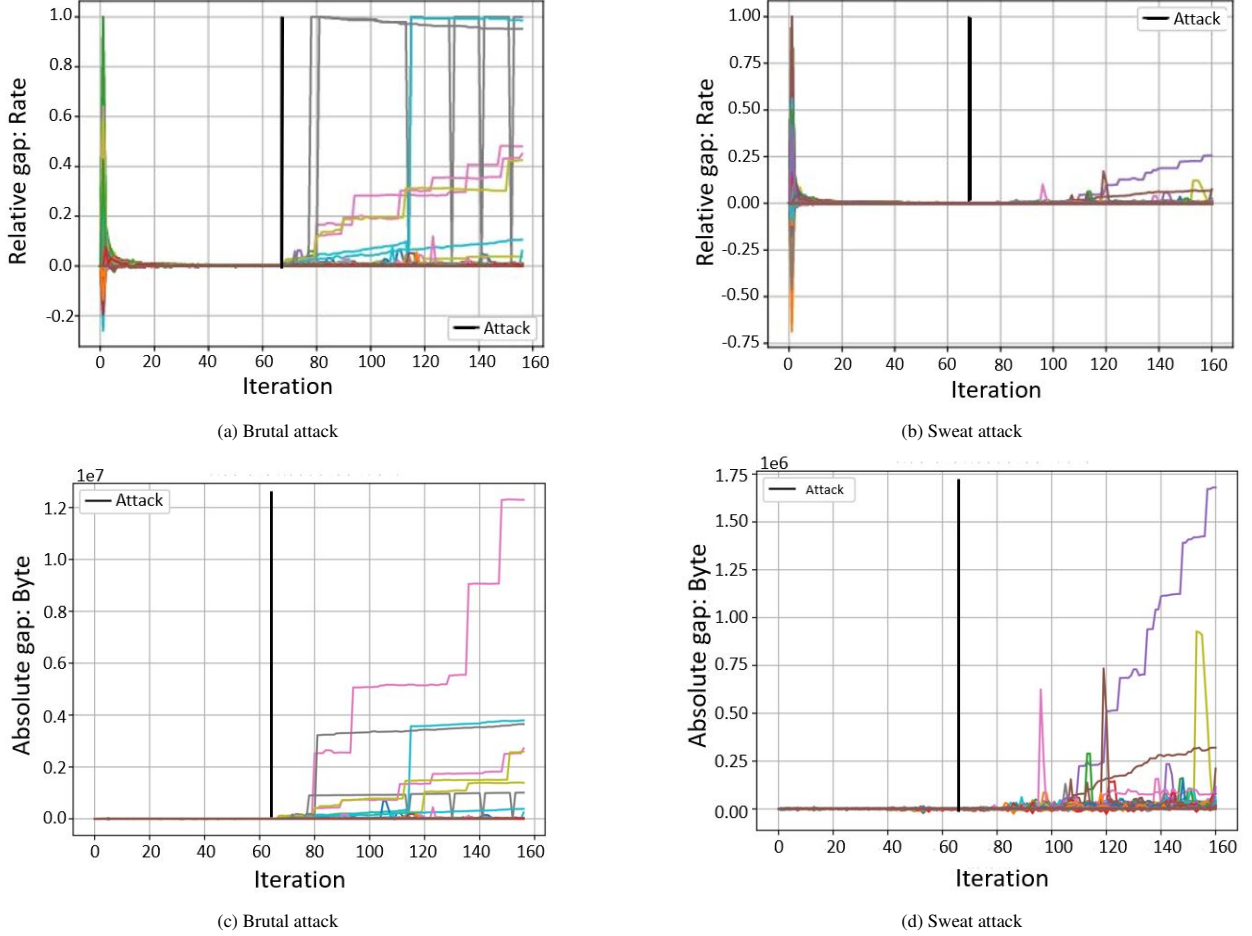 1.0
0.8
0.6
0.4
0.2
0.0
-0.2
Relative gap: Rate
Attack
0 20 40 60 80 100 120 140 160
Iteration
(a) Brutal attack
1.00
0.75
0.50
0.25
0.00
-0.25
-0.50
-0.75
Relative gap: Rate
Attack
0 20 40 60 80 100 120 140 160
Iteration
(b) Sweat attack
1e7
1.2
1.0
0.8
0.6
0.4
0.2
0.0
Absolute gap: Byte
Attack
0 20 40 60 80 100 120 140 160
Iteration
(c) Brutal attack
1e6
1.75
1.50
1.25
1.00
0.75
0.50
0.25
0.00
Absolute gap: Byte
Attack
0 20 40 60 80 100 120 140 160
Iteration
(d) Sweat attack